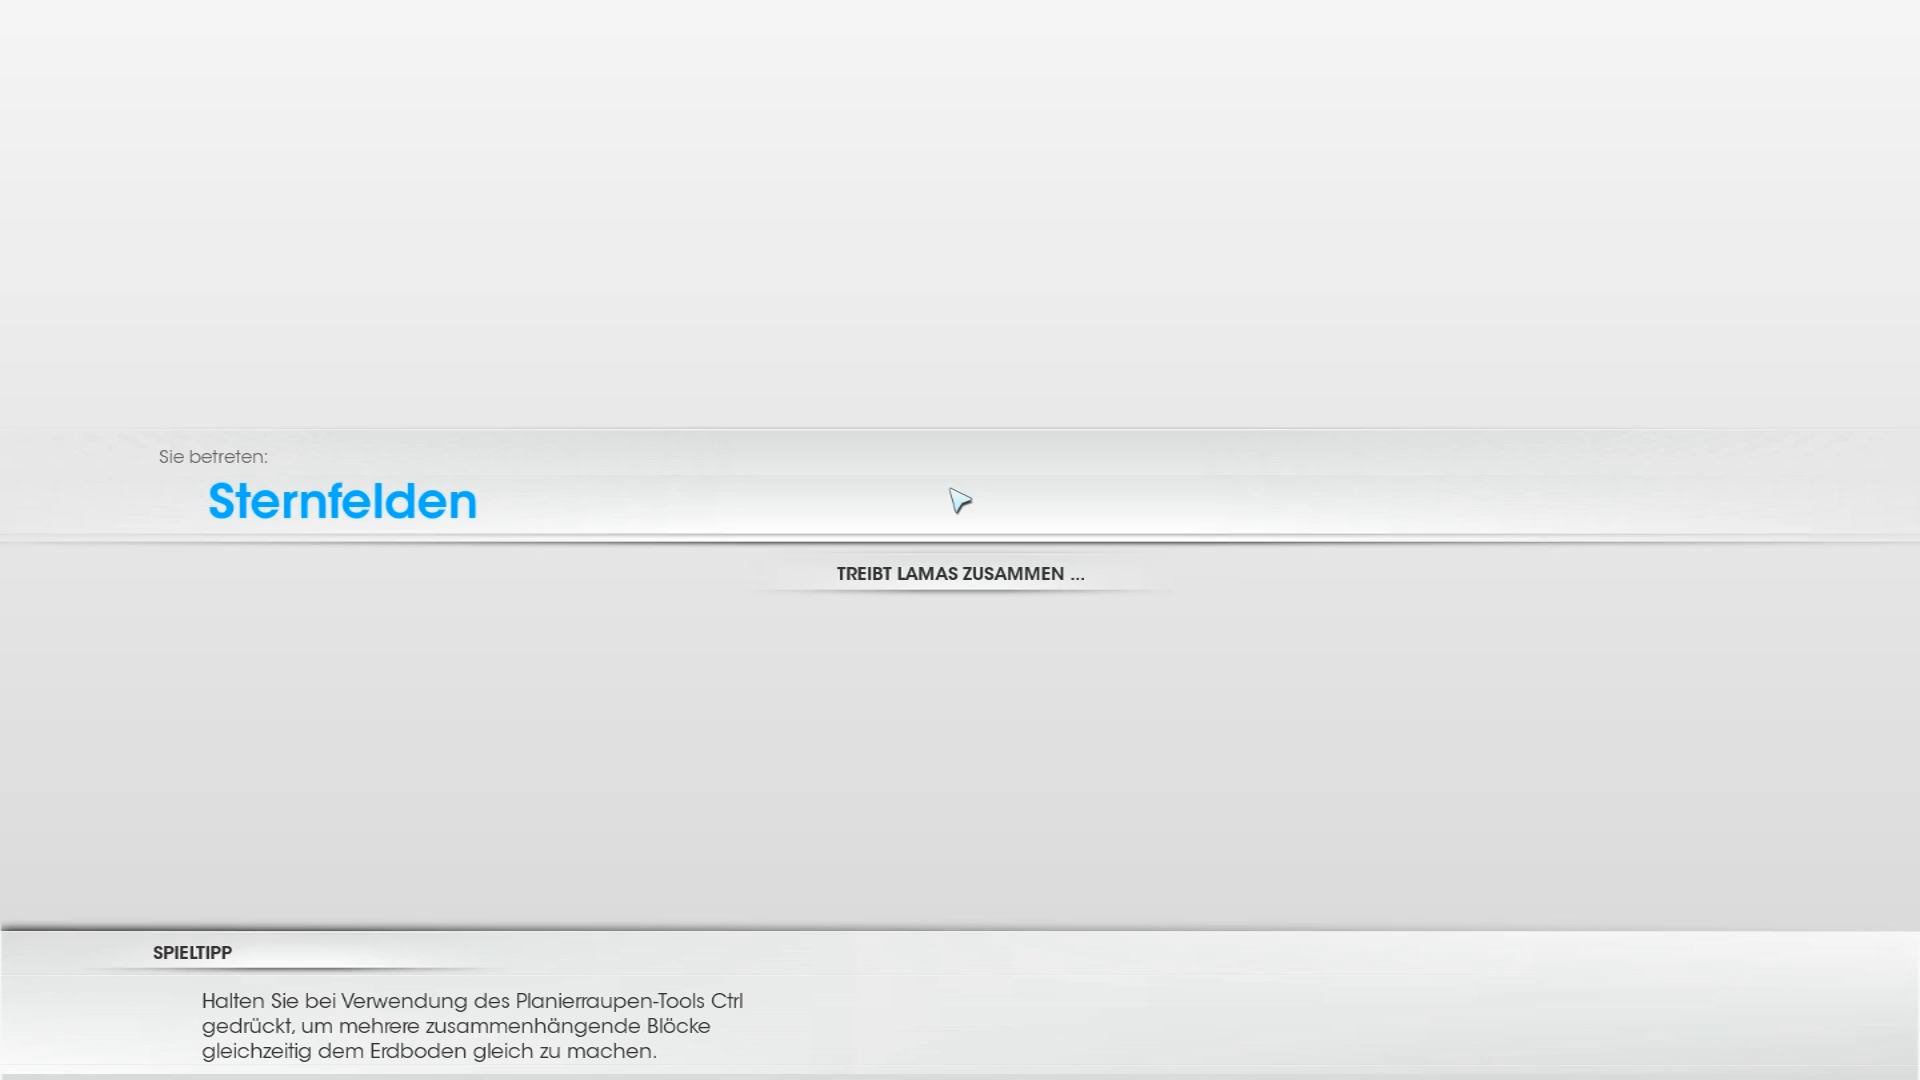 Sie betreten:
Sternfelden
TREIBT LAMAS ZUSAMMEN ...
SPIELTIPP
Halten Sie bei Verwendung des Planierraupen-Tools Ctrl
gedrückt, um mehrere zusammenhängende Blöcke
gleichzeitig dem Erdboden gleich zu machen.